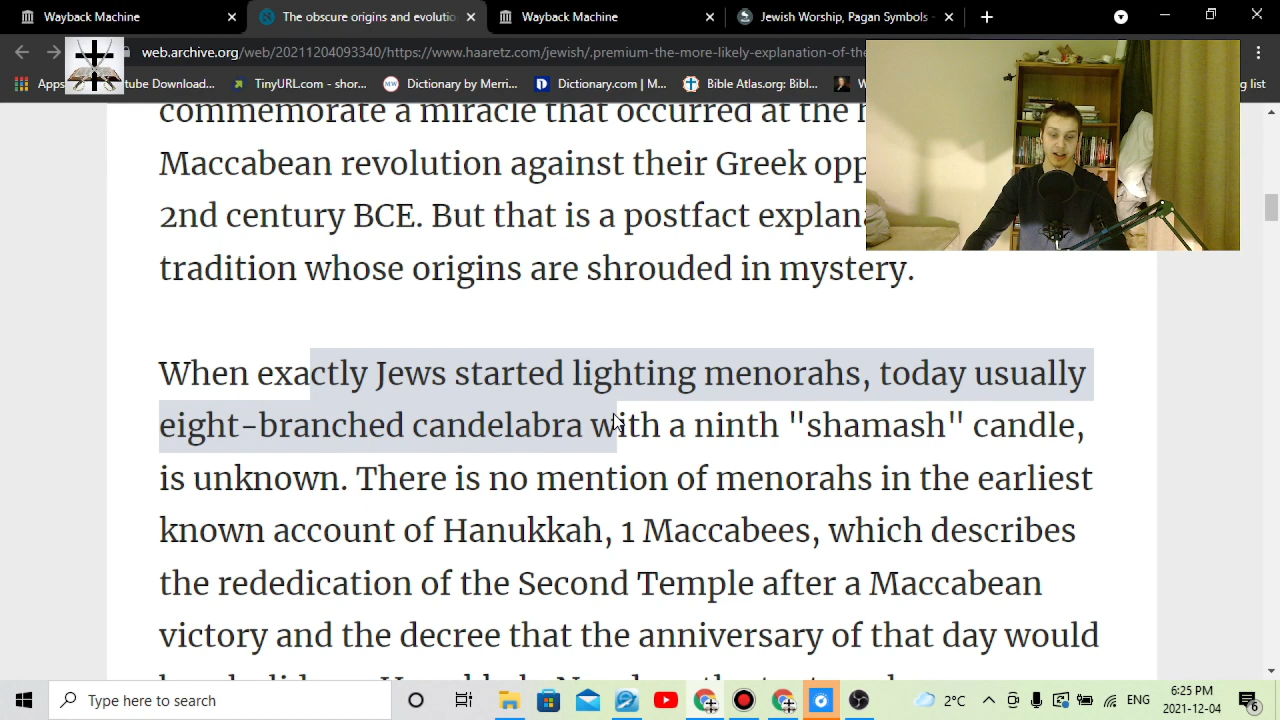 Wayback Machine
The obscure origins and evolutio
Wayback Machine
Jewish Worship, Pagan Symbols -
web.archive.org/web/20211204093340/https://www.haaretz.com/jewish/.premium-the-more-likely-explanation-of-the
Apps
tube Download...
TinyURL.com - shor...
MW
Dictionary by Merri...
Dictionary.com | M...
Bible Atlas.org: Bibl...
W
g list
commemorate a miracle that occurred at the
Maccabean revolution against their Greek opp
2nd century BCE. But that is a postfact explana
tradition whose origins are shrouded in mystery.
When exactly Jews started lighting menorahs, today usually
eight-branched candelabra with a ninth "shamash" candle,
is unknown. There is no mention of menorahs in the earliest
known account of Hanukkah, 1 Maccabees, which describes
the rededication of the Second Temple after a Maccabean
victory and the decree that the anniversary of that day would
Type here to search
2°C
ENG
6:25 PM
2021-12-04
6